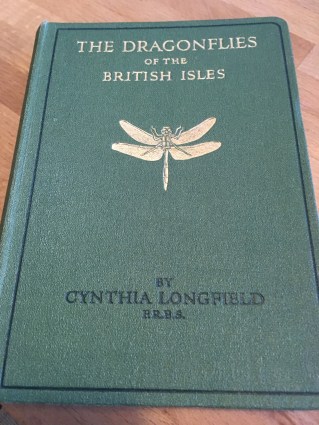 THE DRAGONFLIES
OF THE
BRITISH ISLES
BY
CYNTHIA LONGFIELD
F.R.E.S.